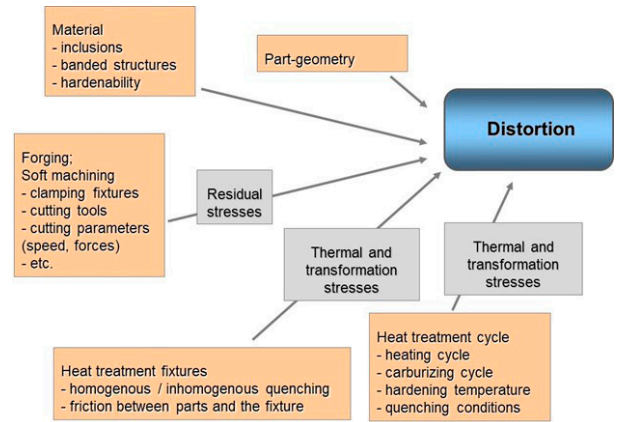 Material
- inclusions
- banded structures
- hardenability
Part-geometry
Distortion
Forging;
Soft machining
- clamping fixtures
- cutting tools
- cutting parameters
(speed, forces)
- etc.
Residual
stresses
Thermal and
transformation
stresses
Thermal and
transformation
stresses
Heat treatment fixtures
- homogenous / inhomogenous quenching
- friction between parts and the fixture
Heat treatment cycle
- heating cycle
- carburizing cycle
- hardening temperature
- quenching conditions